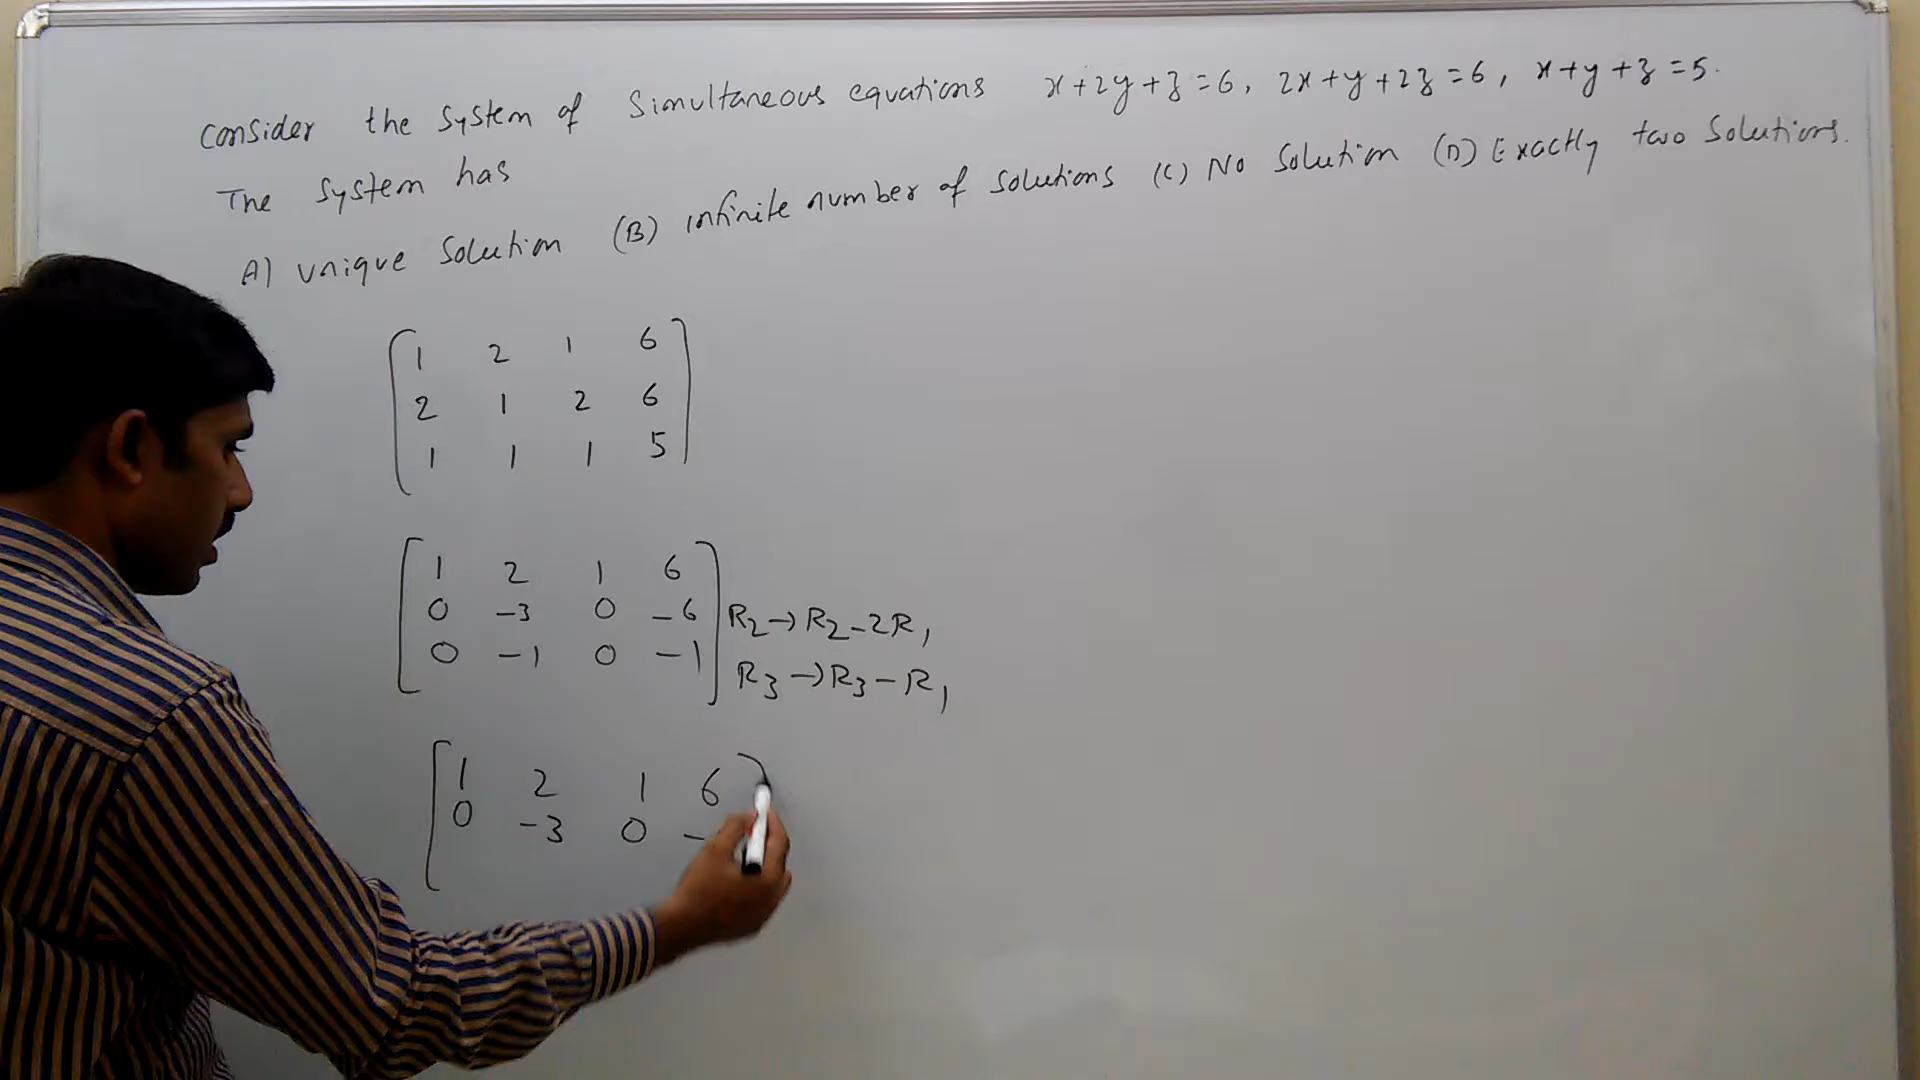 Consider the System of Simultaneous equations x+2y+z=6, 2x+y+2z=6, x+y+z=5.
The System has
A) unique Solution (B) infinite number of Solutions (C) No Solution (D) Exactly two Solutions.
1 2 1 6
2 1 2 6
1 1 1 5
1 2 1 6
0 -3 0 -6 R2→R2-2R1
0 -1 0 -1 R3→R3-R1
1 2 1 6
0 -3 0 -